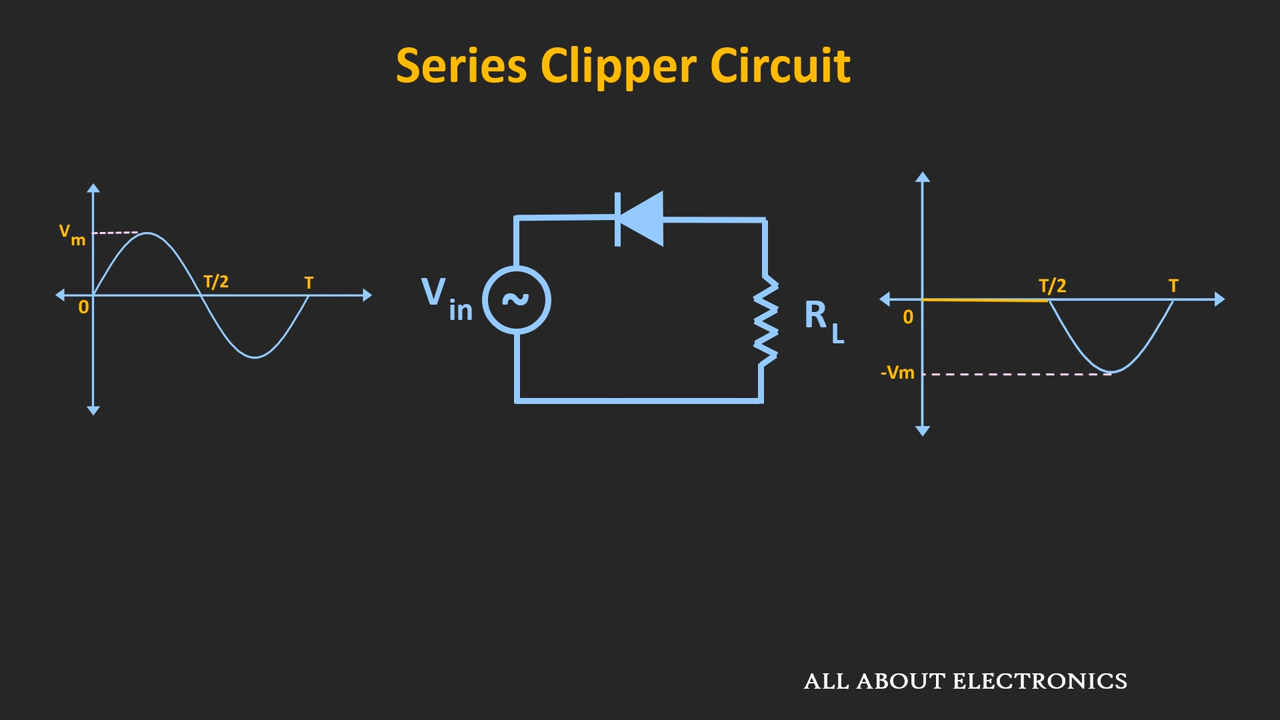 Series Clipper Circuit
Vm
0
T/2
T
Vin
~
RL
0
T/2
T
-Vm
ALL ABOUT ELECTRONICS